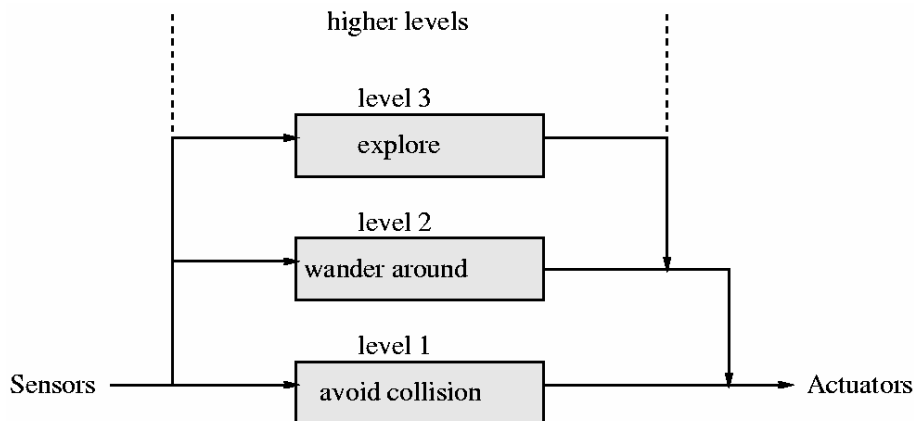 higher levels
level 3
explore
level 2
wander around
level 1
avoid collision
Sensors
Actuators